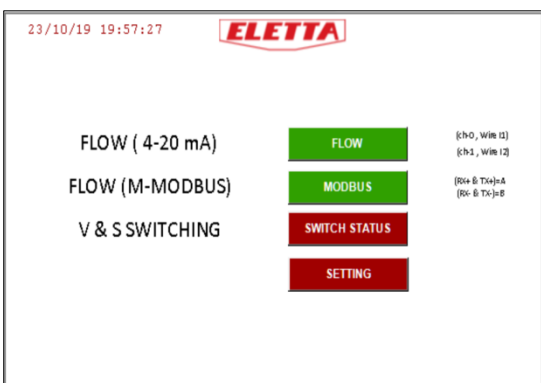 23/10/19 19:57:27
ELETTA
FLOW ( 4-20 mA)
FLOW
(ch-0 , Wire I1)
(ch-1 , Wire I2)
FLOW (M-MODBUS)
MODBUS
(RX+ & TX+)=A
(RX- & TX-)=B
V & S SWITCHING
SWITCH STATUS
SETTING